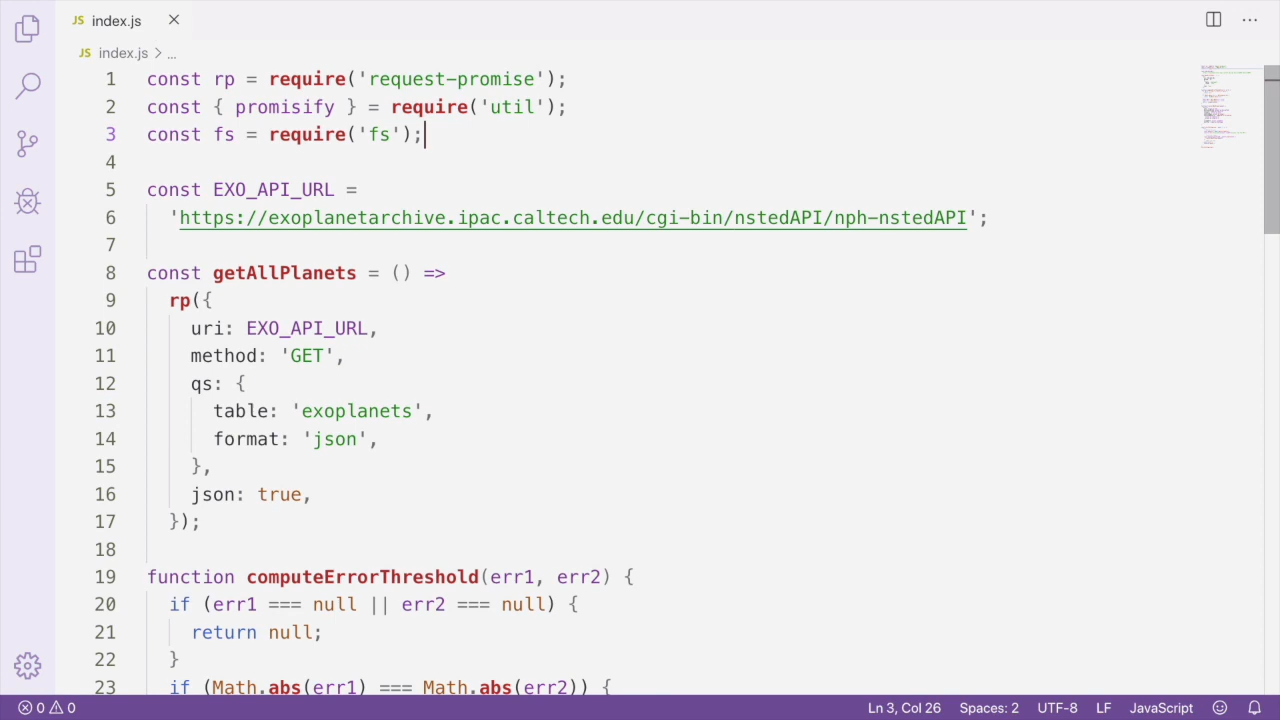 JS index.js
JS index.js > ...
1 const rp = require('request-promise');
2 const { promisify } = require('util');
3 const fs = require('fs');
4
5 const EXO_API_URL =
6 'https://exoplanetarchive.ipac.caltech.edu/cgi-bin/nstedAPI/nph-nstedAPI';
7
8 const getAllPlanets = () =>
9 rp({
10 uri: EXO_API_URL,
11 method: 'GET',
12 qs: {
13 table: 'exoplanets',
14 format: 'json',
15 },
16 json: true,
17 });
18
19 function computeErrorThreshold(err1, err2) {
20 if (err1 === null || err2 === null) {
21 return null;
22 }
23 if (Math.abs(err1) === Math.abs(err2)) {
0 0 Ln 3, Col 26 Spaces: 2 UTF-8 LF JavaScript